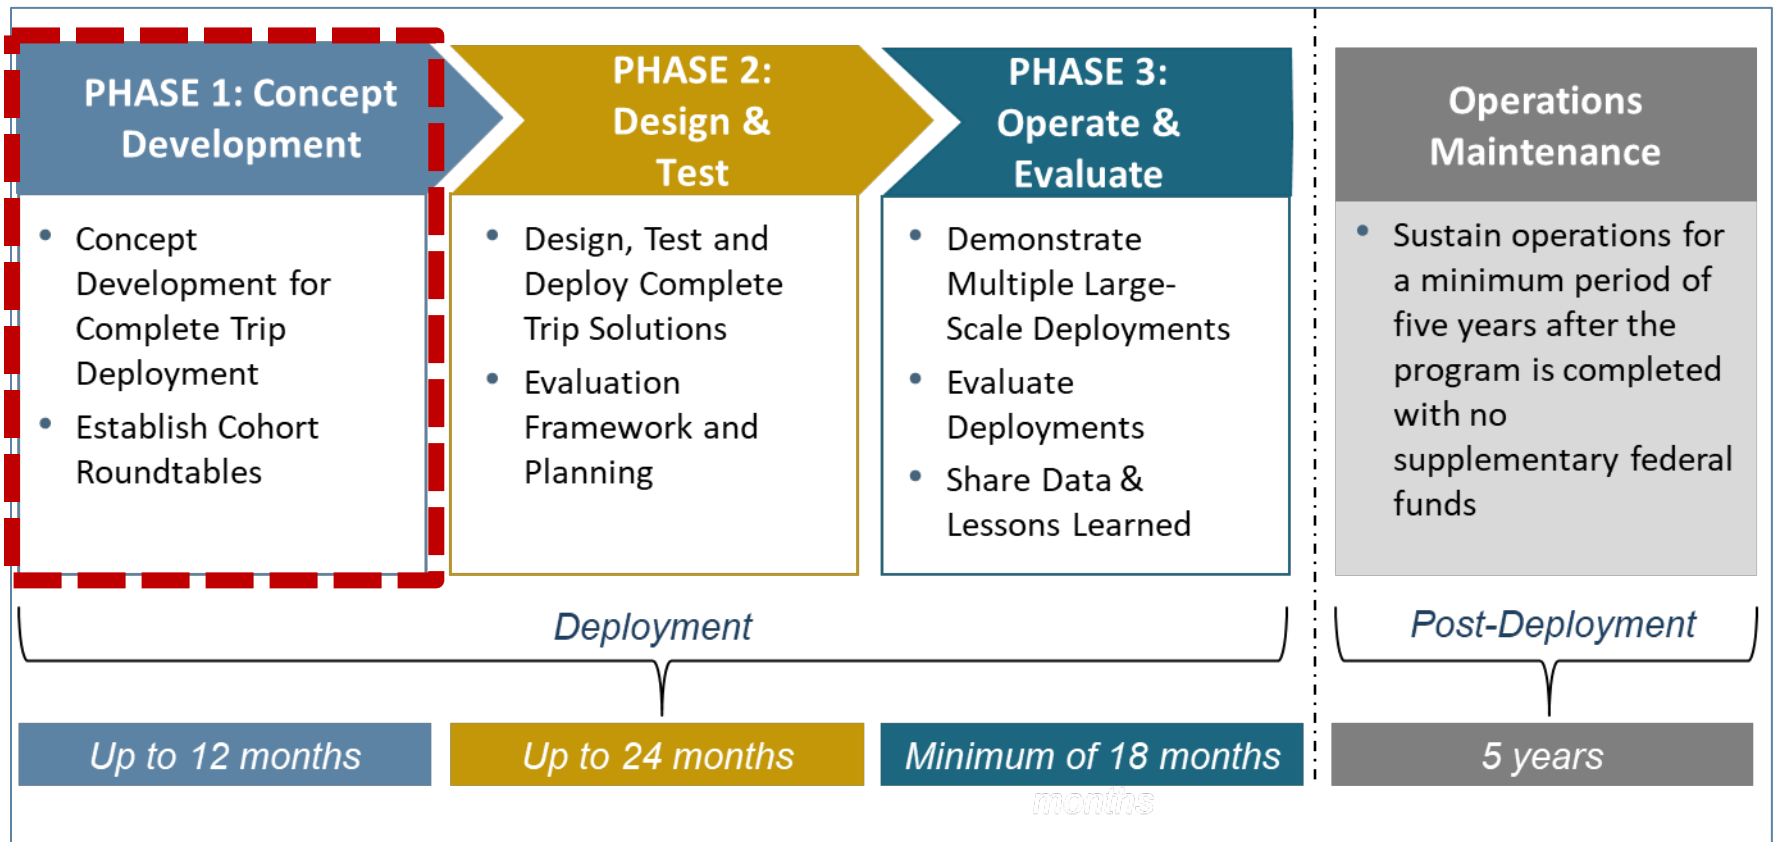 PHASE 1: Concept
Development
PHASE 2:
Design &
Test
PHASE 3:
Operate &
Evaluate
Operations
Maintenance
• Concept
Development for
Complete Trip
Deployment
• Establish Cohort
Roundtables
• Design, Test and
Deploy Complete
Trip Solutions
• Evaluation
Framework and
Planning
• Demonstrate
Multiple Large-
Scale Deployments
• Evaluate
Deployments
• Share Data &
Lessons Learned
• Sustain operations for
a minimum period of
five years after the
program is completed
with no
supplementary federal
funds
Deployment
Post-Deployment
Up to 12 months
Up to 24 months
Minimum of 18 months
months
5 years